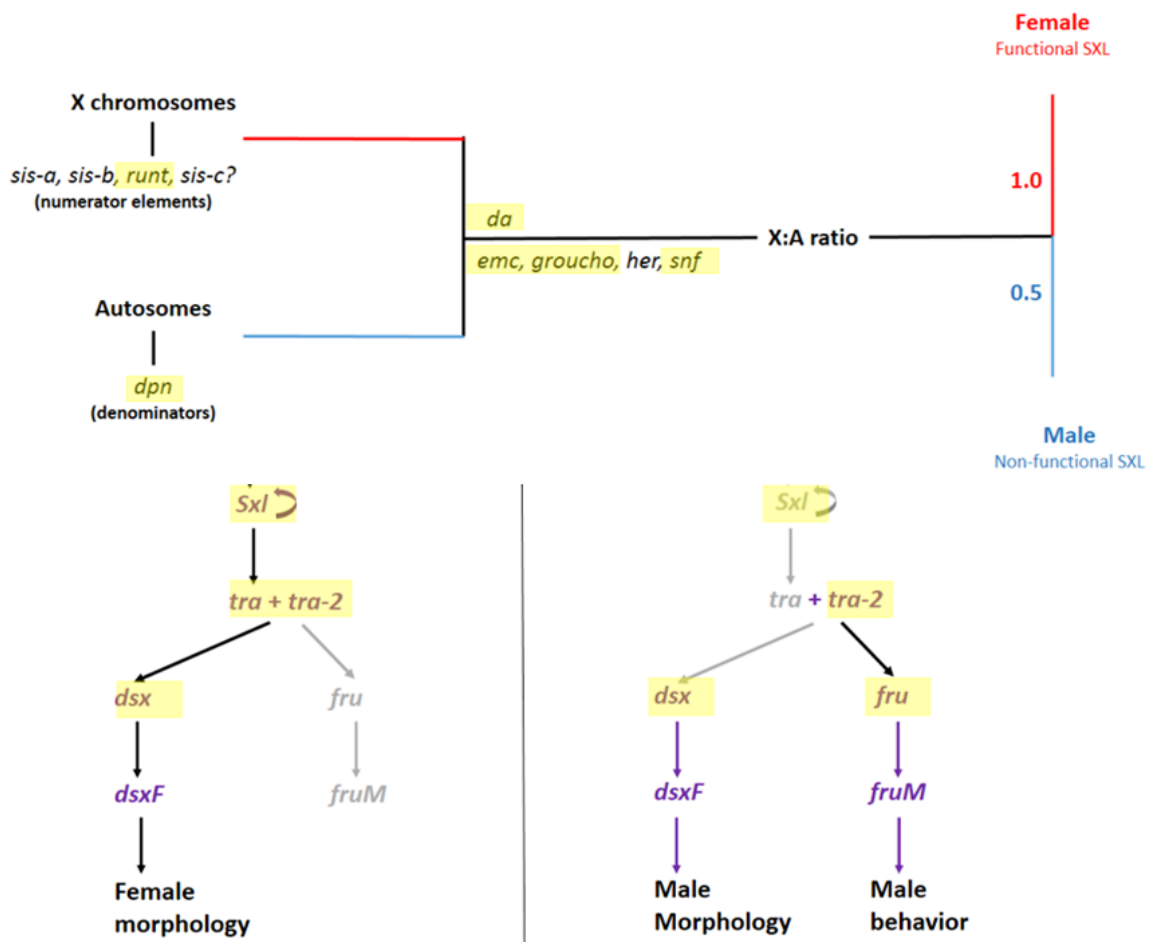 Female
Functional SXL
X chromosomes
sis-a, sis-b, runt, sis-c?
(numerator elements)
1.0
da
X:A ratio
emc, groucho, her, snf
0.5
Autosomes
dpn
(denominators)
Male
Non-functional SXL
Sxl
tra + tra-2
dsx
fru
dsxF
fruM
Female
morphology
Sxl
tra + tra-2
dsx
fru
dsxF
fruM
Male
Morphology
Male
behavior